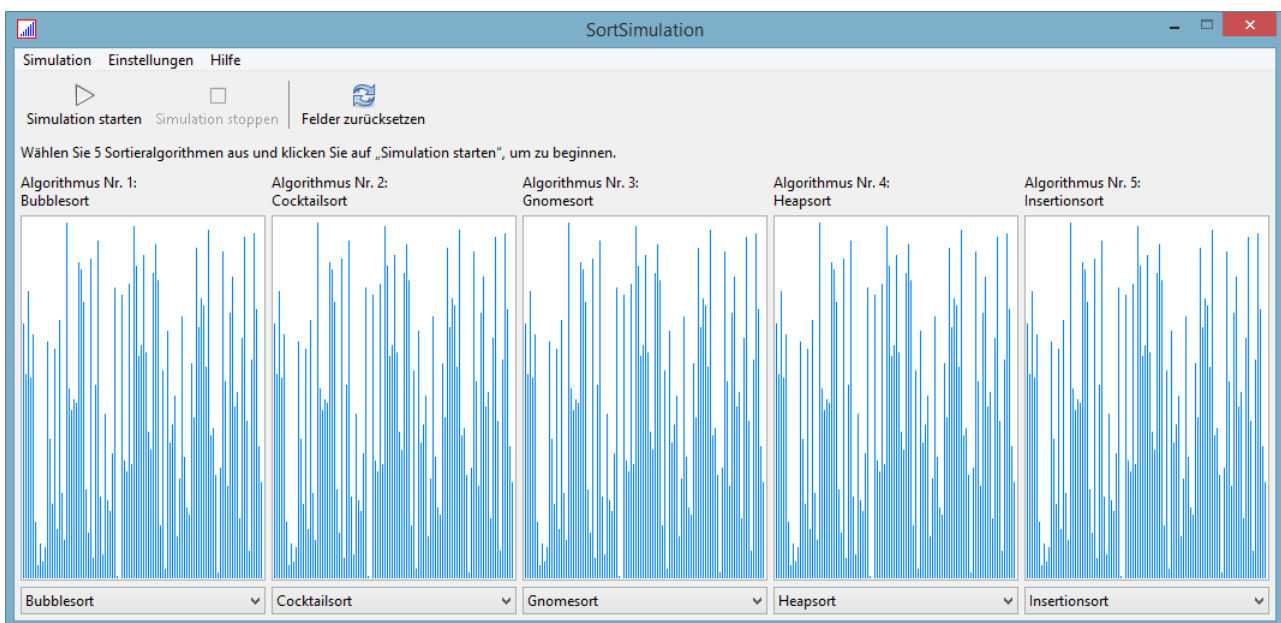 SortSimulation
Simulation Einstellungen Hilfe
Simulation starten Simulation stoppen Felder zurücksetzen
Wählen Sie 5 Sortieralgorithmen aus und klicken Sie auf „Simulation starten“, um zu beginnen.
Algorithmus Nr. 1: Algorithmus Nr. 2: Algorithmus Nr. 3: Algorithmus Nr. 4: Algorithmus Nr. 5:
Bubblesort Cocktailsort Gnomesort Heapsort Insertionsort
Bubblesort Cocktailsort Gnomesort Heapsort Insertionsort